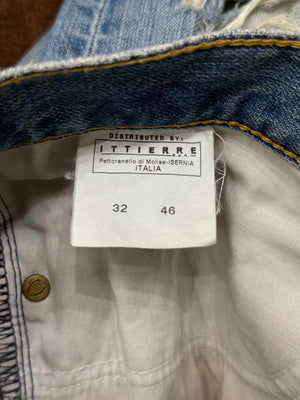 DISTRIBUTED BY:
ITTIERRE
S.P.A.
Pettoranello di Molise-ISERNIA
ITALIA
32 46